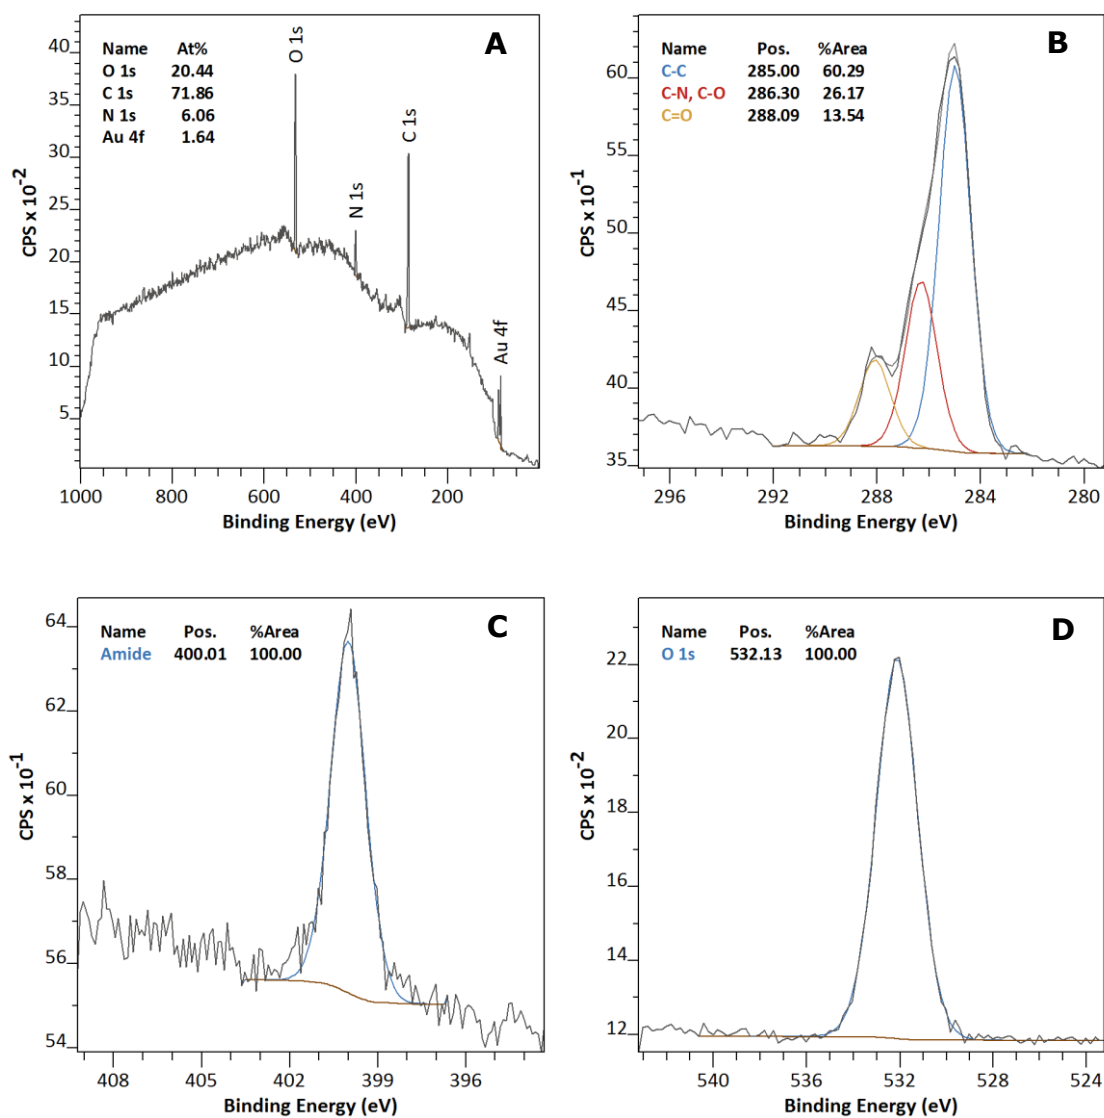 A
Name At%
O 1s 20.44
C 1s 71.86
N 1s 6.06
Au 4f 1.64
O 1s
N 1s
C 1s
Au 4f
CPS x 10⁻²
40
35
30
25
20
15
10
5
1000 800 600 400 200
Binding Energy (eV)
B
Name Pos. %Area
C-C 285.00 60.29
C-N, C-O 286.30 26.17
C=O 288.09 13.54
CPS x 10⁻¹
60
55
50
45
40
35
296 292 288 284 280
Binding Energy (eV)
C
Name Pos. %Area
Amide 400.01 100.00
CPS x 10⁻¹
64
62
60
58
56
54
408 405 402 399 396
Binding Energy (eV)
D
Name Pos. %Area
O 1s 532.13 100.00
CPS x 10⁻²
22
20
18
16
14
12
540 536 532 528 524
Binding Energy (eV)